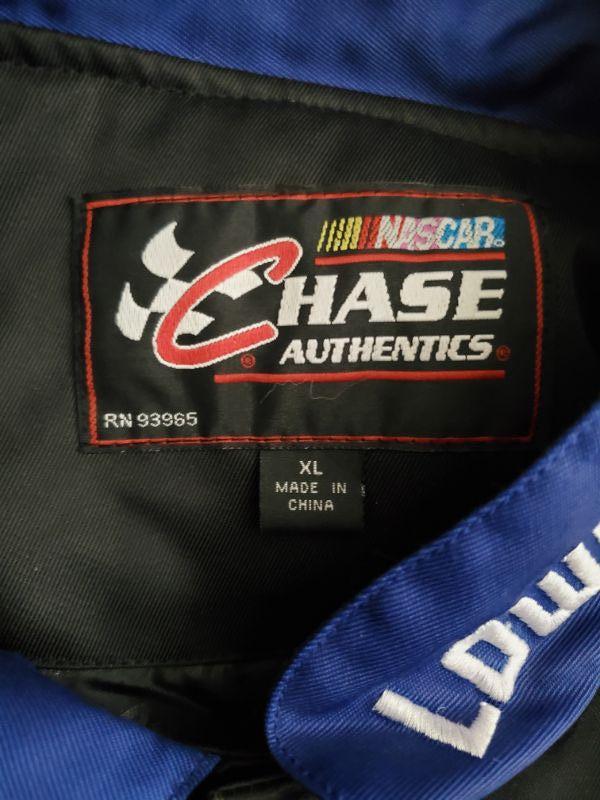 NASCAR®
CHASE
AUTHENTICS®
RN 93965
XL
MADE IN
CHINA